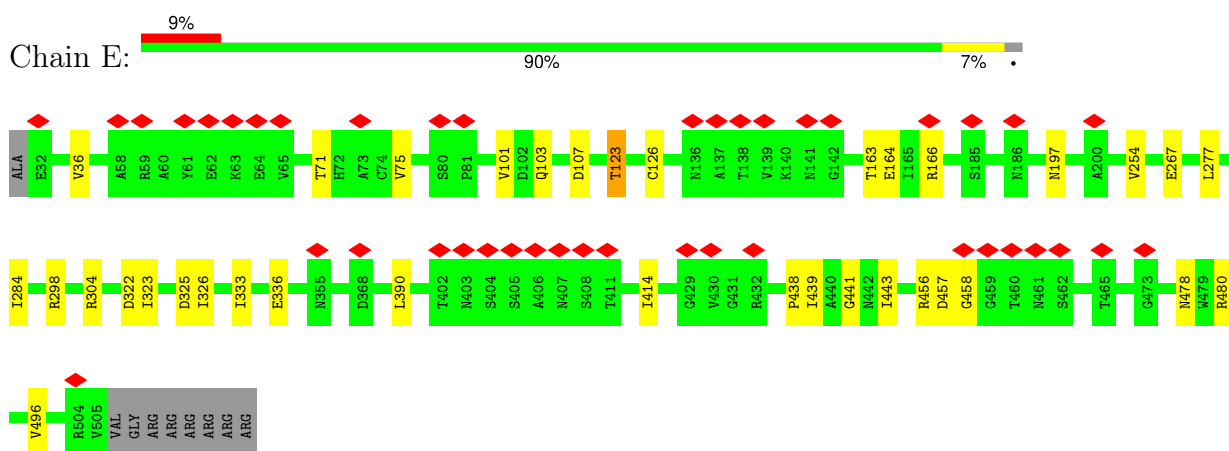 9%
Chain E:
90% 7% •
ALA E32 V36 A58 R59 A60 Y61 E62 K63 E64 V65 T71 H72 A73 C74 V75 S80 P81 V101 D102 Q103 D107 T123 C126 N136 A137 T138 V139 K140 N141 G142 T163 E164 I165 R166 S185 N186 N197 A200 V254 E267 L277
I284 R298 R304 D322 I323 D325 I326 I333 E336 N355 D368 L390 T402 N403 S404 S405 A406 N407 S408 T411 I414 G429 V430 G431 R432 P438 I439 A440 G441 N442 I443 R456 D457 G458 G459 T460 N461 S462 T465 G473 N478 W479 R480
V496 R504 V505 VAL GLY ARG ARG ARG ARG ARG ARG